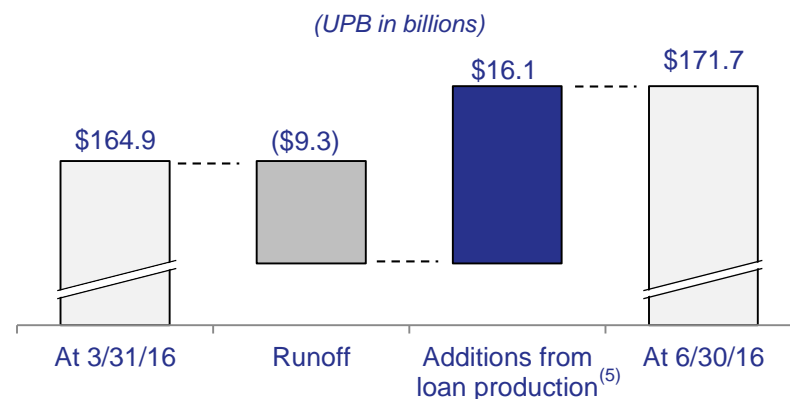 (UPB in billions)
$164.9
($9.3)
$16.1
$171.7
At 3/31/16
Runoff
Additions from
loan production(5)
At 6/30/16